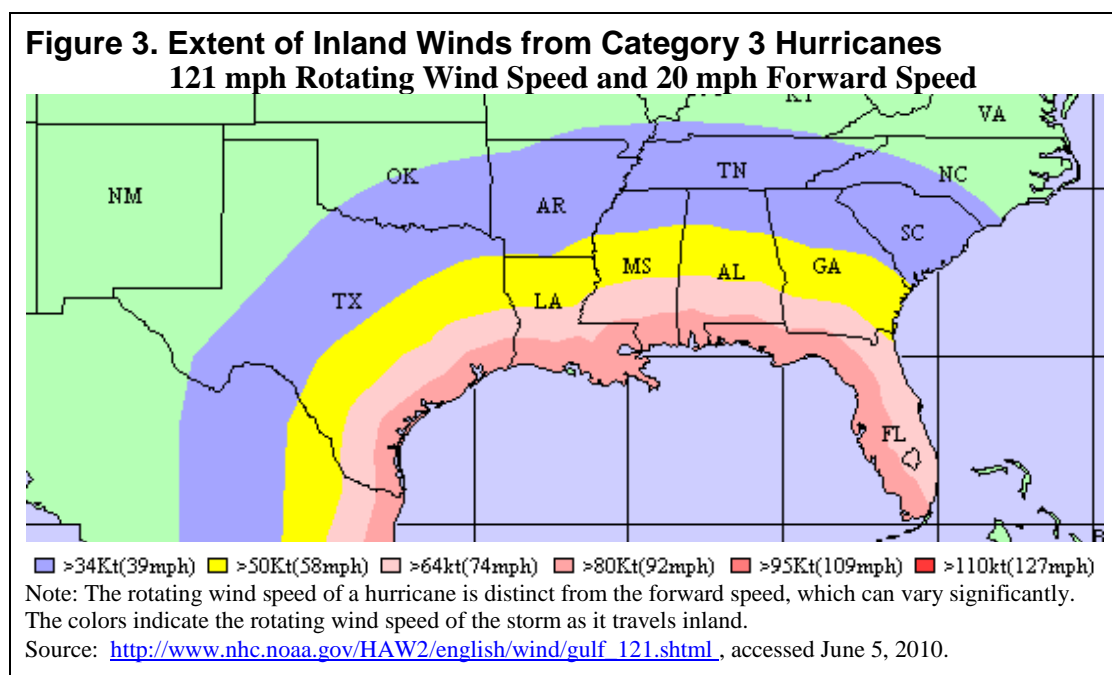 Figure 3. Extent of Inland Winds from Category 3 Hurricanes
121 mph Rotating Wind Speed and 20 mph Forward Speed
KY
VA
OK
TN
NC
NM
AR
SC
MS
AL
GA
TX
LA
FL
B
>34Kt(39mph) >50Kt(58mph) >64kt(74mph) >80Kt(92mph) >95Kt(109mph) >110kt(127mph)
Note: The rotating wind speed of a hurricane is distinct from the forward speed, which can vary significantly.
The colors indicate the rotating wind speed of the storm as it travels inland.
Source: http://www.nhc.noaa.gov/HAW2/english/wind/gulf_121.shtml , accessed June 5, 2010.